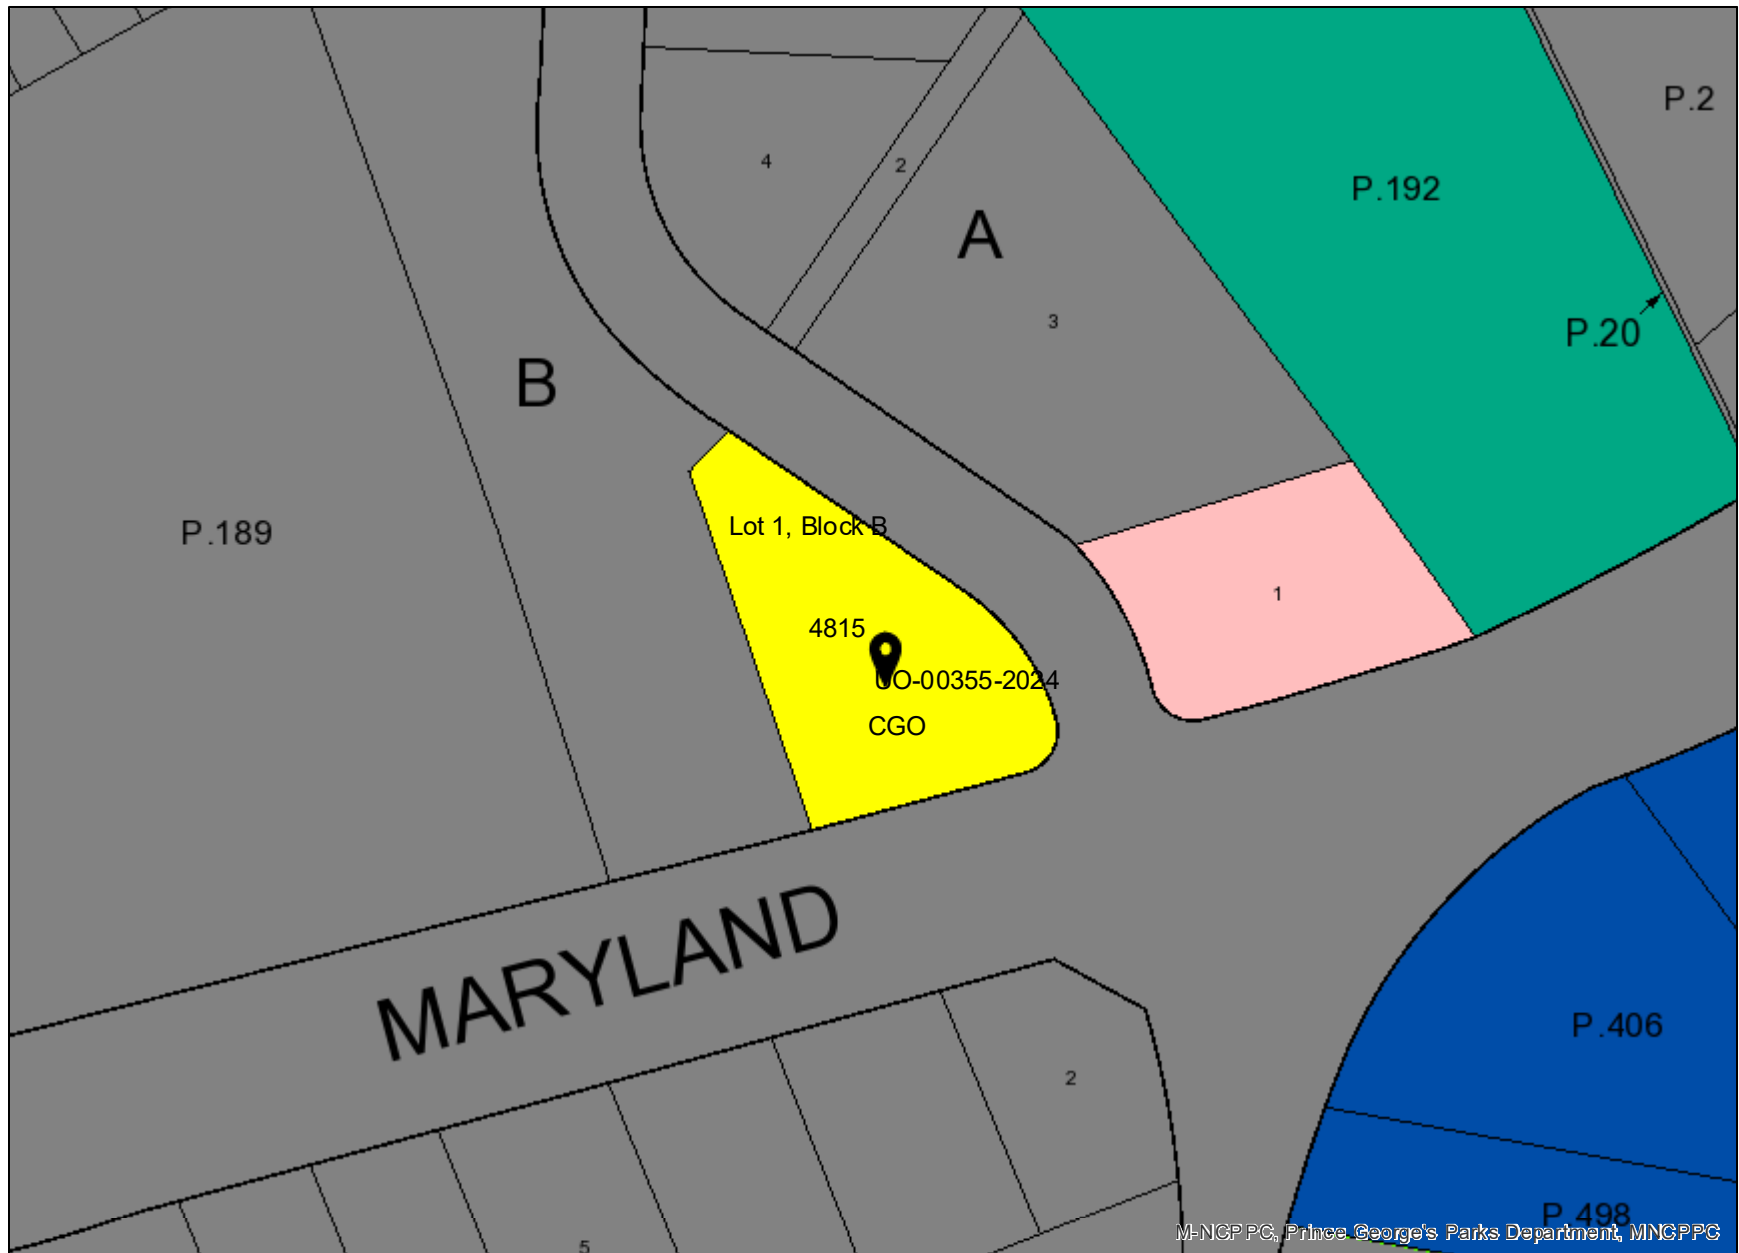 P.2
P.192
4
2
A
3
P.20
B
P.189
Lot 1, Block B
1
4815
UO-00355-2024
CGO
MARYLAND
P.406
2
P.498
M-NCPPC, Prince George's Parks Department, MNCPPC
5